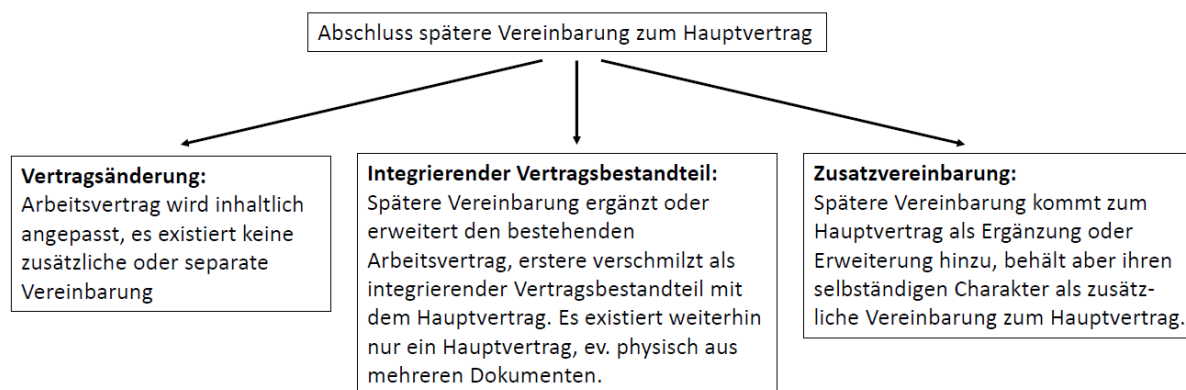 Abschluss spätere Vereinbarung zum Hauptvertrag
Vertragsänderung:
Arbeitsvertrag wird inhaltlich
angepasst, es existiert keine
zusätzliche oder separate
Vereinbarung
Integrierender Vertragsbestandteil:
Spätere Vereinbarung ergänzt oder
erweitert den bestehenden
Arbeitsvertrag, erstere verschmilzt als
integrierender Vertragsbestandteil mit
dem Hauptvertrag. Es existiert weiterhin
nur ein Hauptvertrag, ev. physisch aus
mehreren Dokumenten.
Zusatzvereinbarung:
Spätere Vereinbarung kommt zum
Hauptvertrag als Ergänzung oder
Erweiterung hinzu, behält aber ihren
selbständigen Charakter als zusätz-
liche Vereinbarung zum Hauptvertrag.